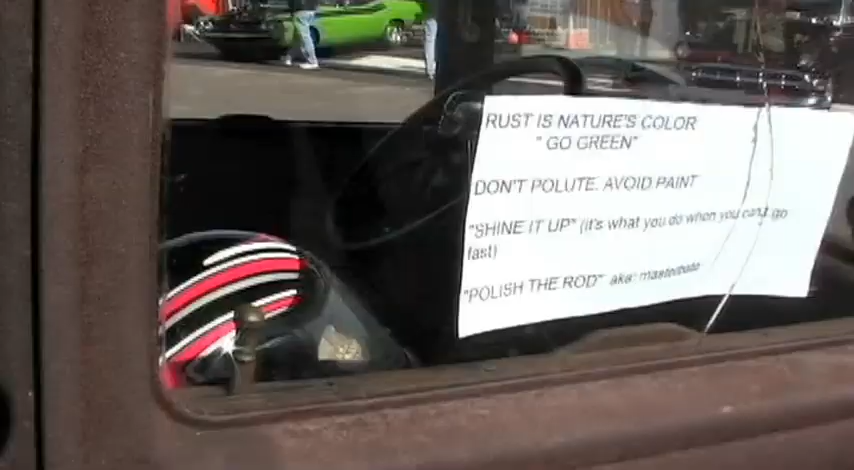 RUST IS NATURE'S COLOR
" GO GREEN"
DON'T POLUTE. AVOID PAINT
"SHINE IT UP" (it's what you do when you can't go
fast)
"POLISH THE ROD" aka: masterbate